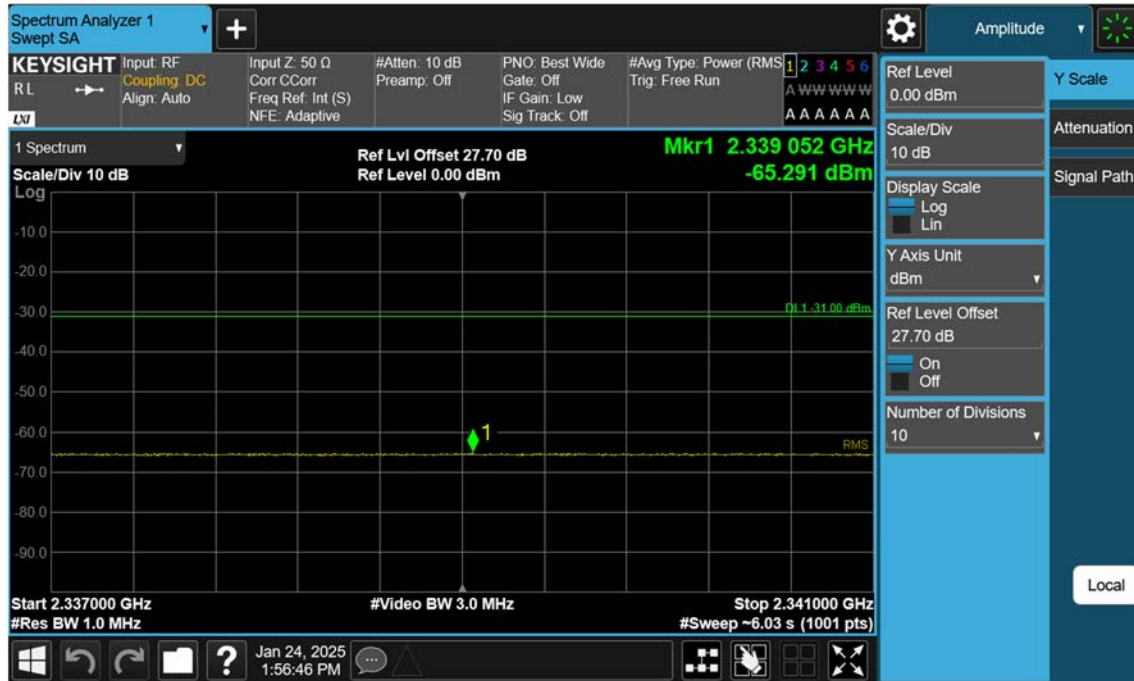 Spectrum Analyzer 1
Swept SA
Amplitude
KEYSIGHT
RL
LXI
Input: RF
Coupling: DC
Align: Auto
Input Z: 50 Ω
Corr CCorr
Freq Ref: Int (S)
NFE: Adaptive
#Atten: 10 dB
Preamp: Off
PNO: Best Wide
Gate: Off
IF Gain: Low
Sig Track: Off
#Avg Type: Power (RMS
Trig: Free Run
1 2 3 4 5 6
A W W W W W
A A A A A A
1 Spectrum
Scale/Div 10 dB
Log
Ref Lvl Offset 27.70 dB
Ref Level 0.00 dBm
Mkr1 2.339 052 GHz
-65.291 dBm
-10.0
-20.0
-30.0
DL1 -31.00 dBm
-40.0
-50.0
-60.0
1
RMS
-70.0
-80.0
-90.0
Start 2.337000 GHz
#Video BW 3.0 MHz
Stop 2.341000 GHz
#Res BW 1.0 MHz
#Sweep ~6.03 s (1001 pts)
?
Jan 24, 2025
1:56:46 PM
Ref Level
0.00 dBm
Scale/Div
10 dB
Display Scale
Log
Lin
Y Axis Unit
dBm
Ref Level Offset
27.70 dB
On
Off
Number of Divisions
10
Y Scale
Attenuation
Signal Path
Local